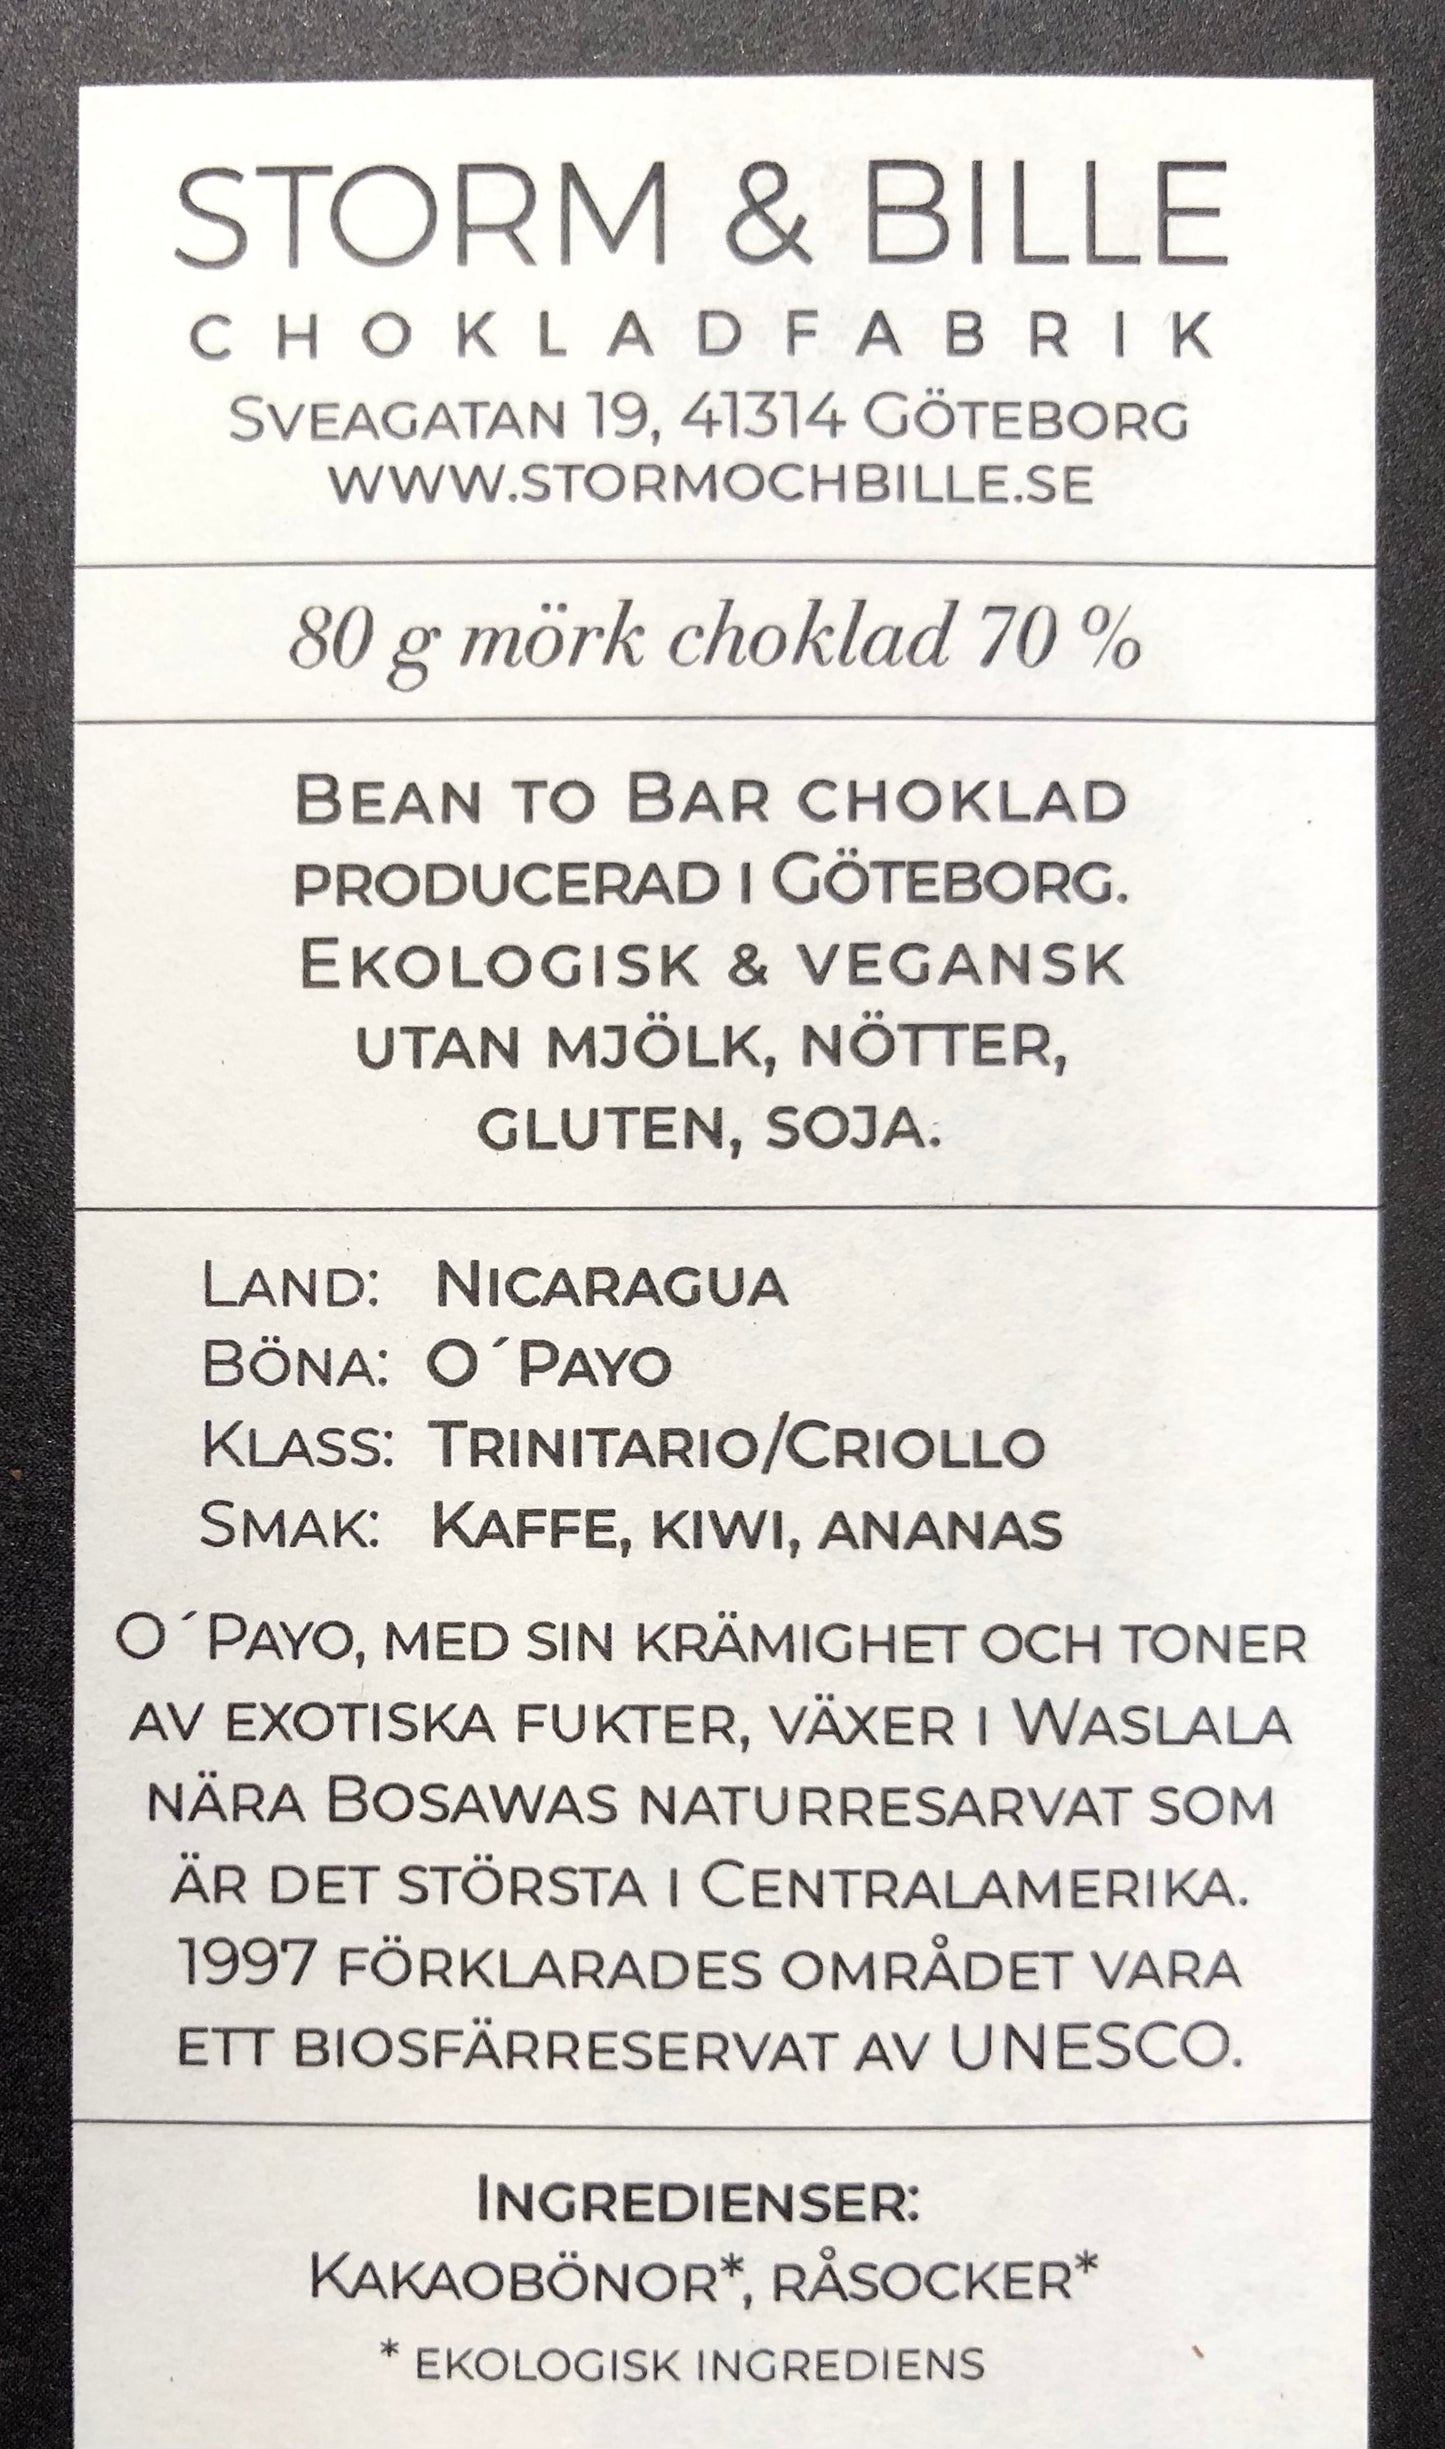 STORM & BILLE
CHOKLADFABRIK
SVEAGATAN 19, 41314 GÖTEBORG
WWW.STORMOCHBILLE.SE
80 g mörk choklad 70 %
BEAN TO BAR CHOKLAD
PRODUCERAD I GÖTEBORG.
EKOLOGISK & VEGANSK
UTAN MJÖLK, NÖTTER,
GLUTEN, SOJA.
LAND: NICARAGUA
BÖNA: O´PAYO
KLASS: TRINITARIO/CRIOLLO
SMAK: KAFFE, KIWI, ANANAS
O´PAYO, MED SIN KRÄMIGHET OCH TONER
AV EXOTISKA FUKTER, VÄXER I WASLALA
NÄRA BOSAWAS NATURRESARVAT SOM
ÄR DET STÖRSTA I CENTRALAMERIKA.
1997 FÖRKLARADES OMRÅDET VARA
ETT BIOSFÄRRESERVAT AV UNESCO.
INGREDIENSER:
KAKAOBÖNOR*, RÅSOCKER*
* EKOLOGISK INGREDIENS